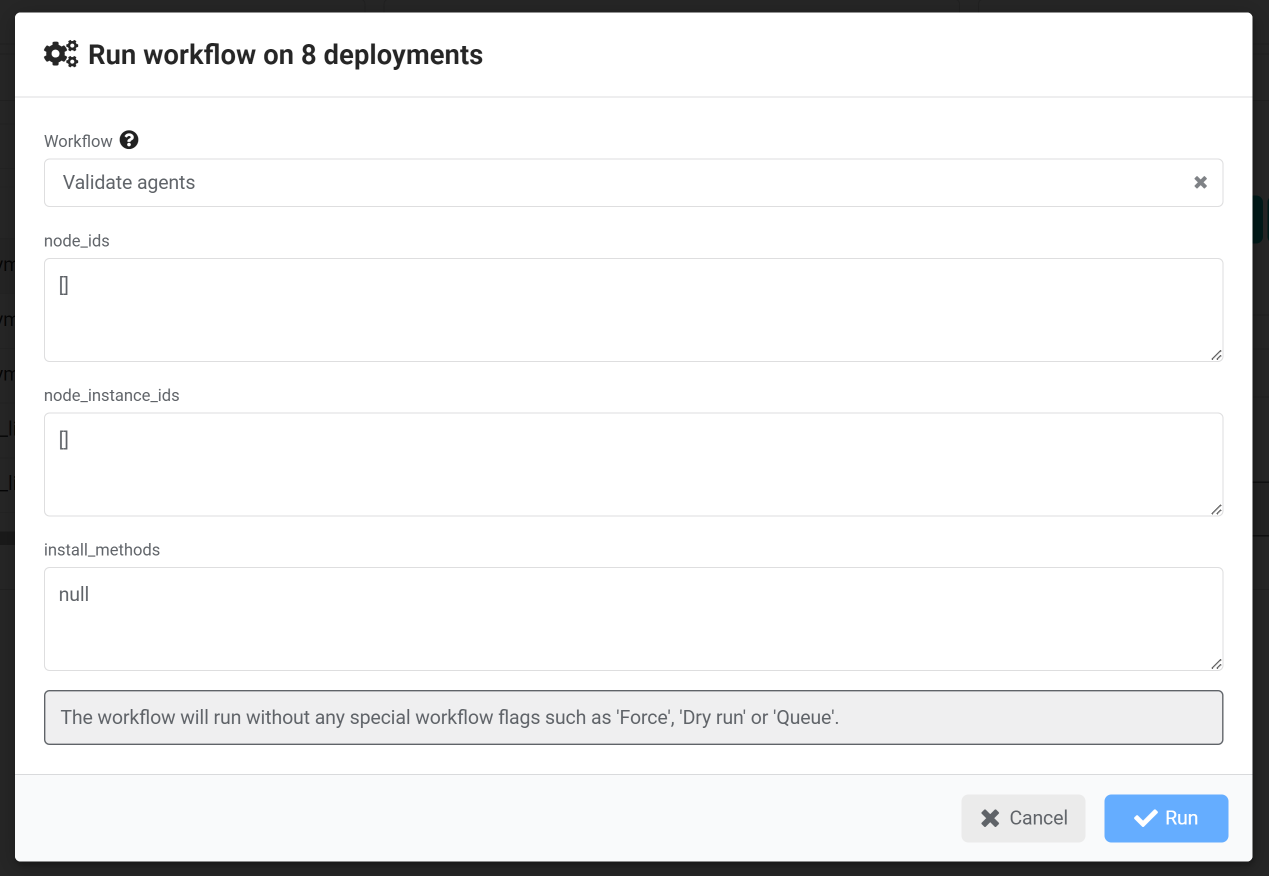 Run workflow on 8 deployments
Workflow
Validate agents
node_ids
[]
node_instance_ids
[]
install_methods
null
The workflow will run without any special workflow flags such as 'Force', 'Dry run' or 'Queue'.
Cancel
Run